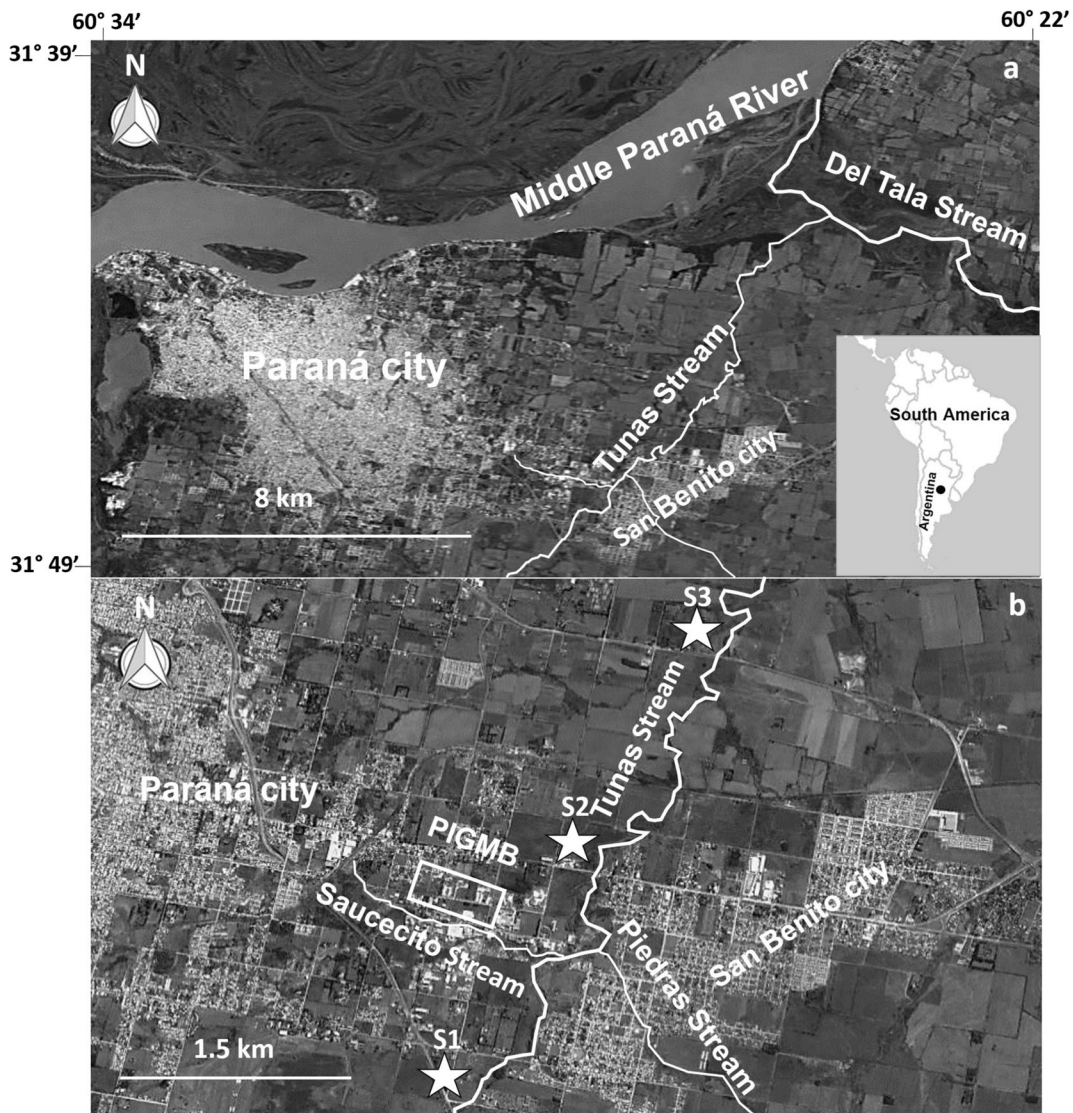 60° 34’
60° 22’
31° 39’
N
a
Middle Paraná River
Del Tala Stream
Paraná city
Tunas Stream
San Benito city
8 km
South America
Argentina
31° 49’
N
b
S3
Tunas Stream
Paraná city
S2
PIGMB
San Benito city
Saucecito Stream
Piedras Stream
S1
1.5 km